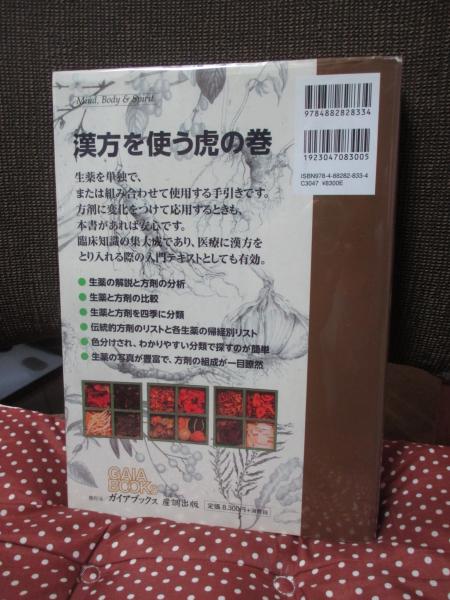 Mind, Body & Spirit
漢方を使う虎の巻
生薬を単独で、
または組み合わせて使用する手引きです。
方剤に変化をつけて応用するときも、
本書があれば安心です。
臨床知識の集大成であり、医療に漢方を
とり入れる際の入門テキストとしても有効。
● 生薬の解説と方剤の分析
● 生薬と方剤の比較
● 生薬と方剤を四季に分類
● 伝統的方剤のリストと各生薬の帰経別リスト
● 色分けされ、わかりやすい分類で探すのが簡単
● 生薬の写真が豊富で、方剤の組成が一目瞭然
9784882828334
1923047083005
ISBN978-4-88282-833-4
C3047 ¥8300E
GAIA
BOOKS
発行元 ガイアブックス 産調出版
定価 8,300円+消費税